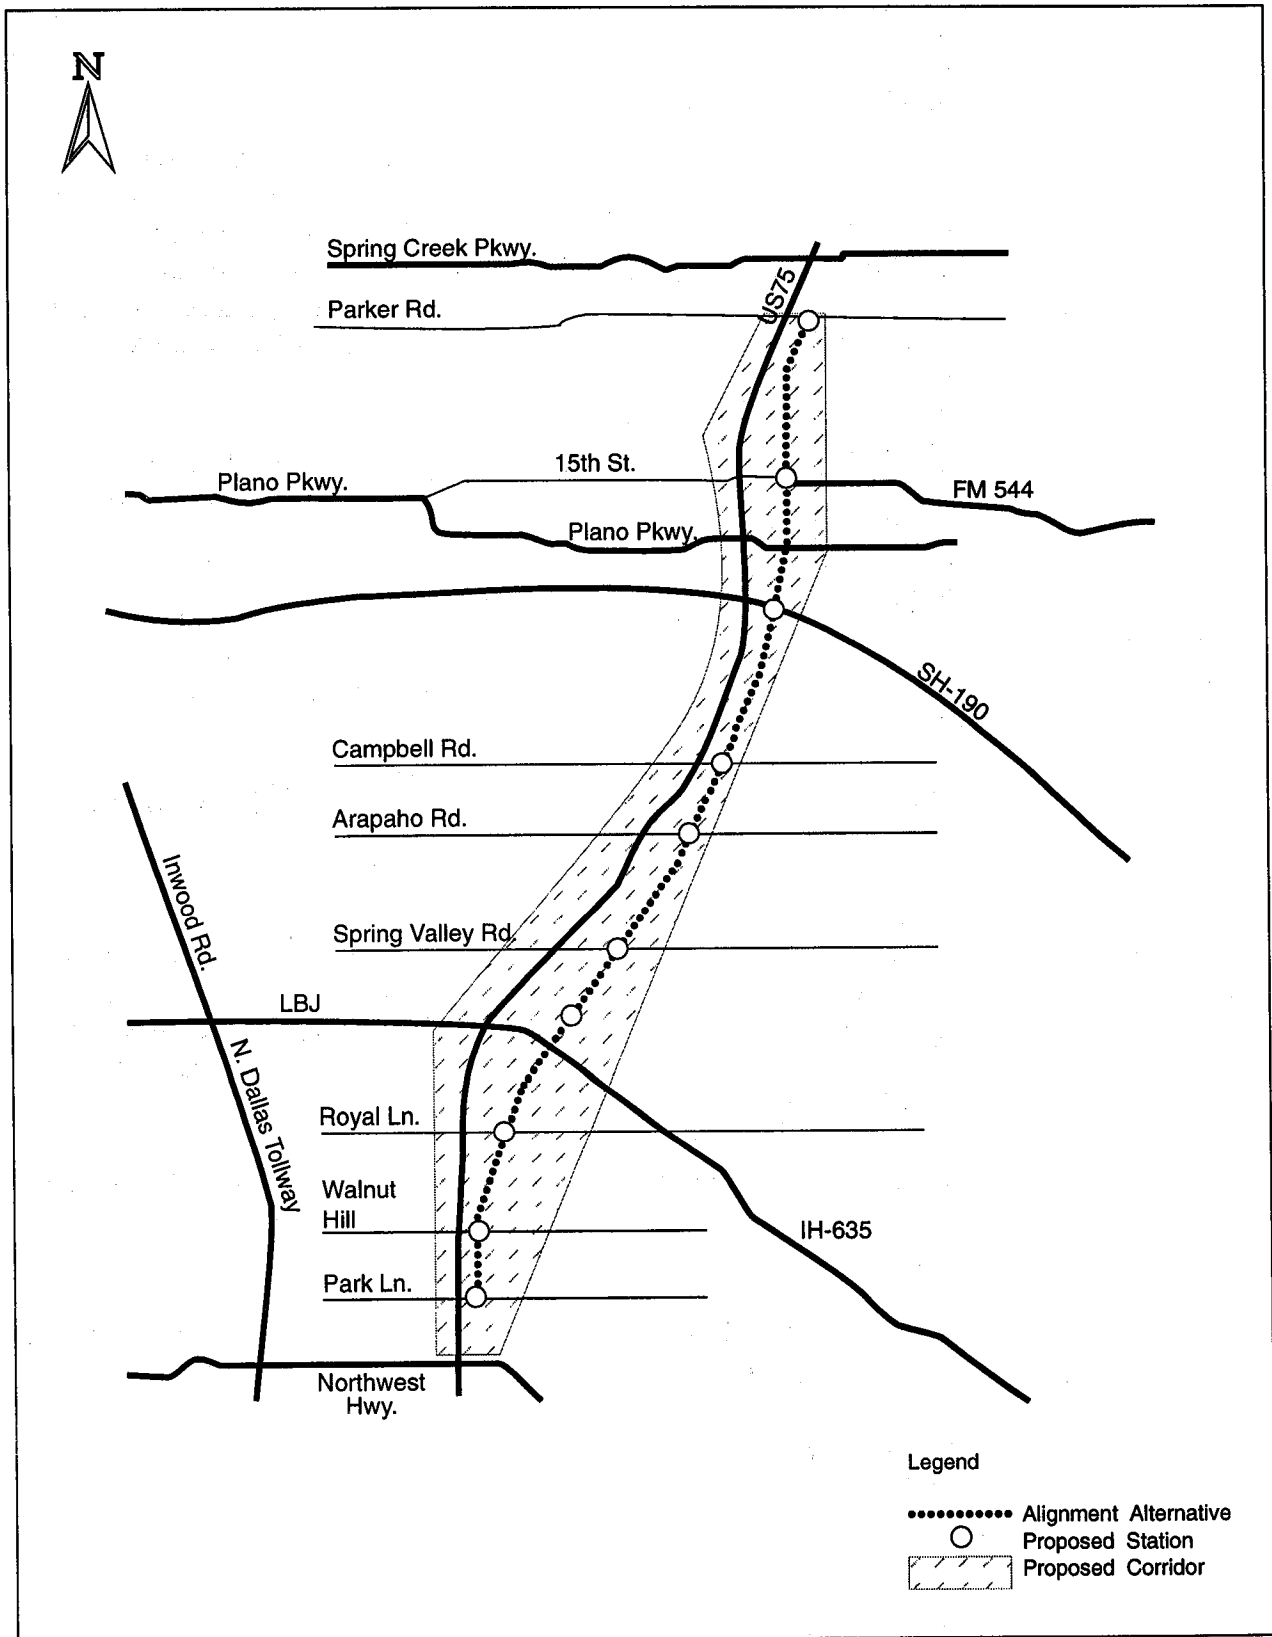 N
Spring Creek Pkwy.
US75
Parker Rd.
15th St.
Plano Pkwy.
FM 544
Plano Pkwy.
SH-190
Campbell Rd.
Arapaho Rd.
Inwood Rd.
Spring Valley Rd.
LBJ
N. Dallas Tollway
Royal Ln.
Walnut
Hill
IH-635
Park Ln.
Northwest
Hwy.
Legend
Alignment Alternative
Proposed Station
Proposed Corridor